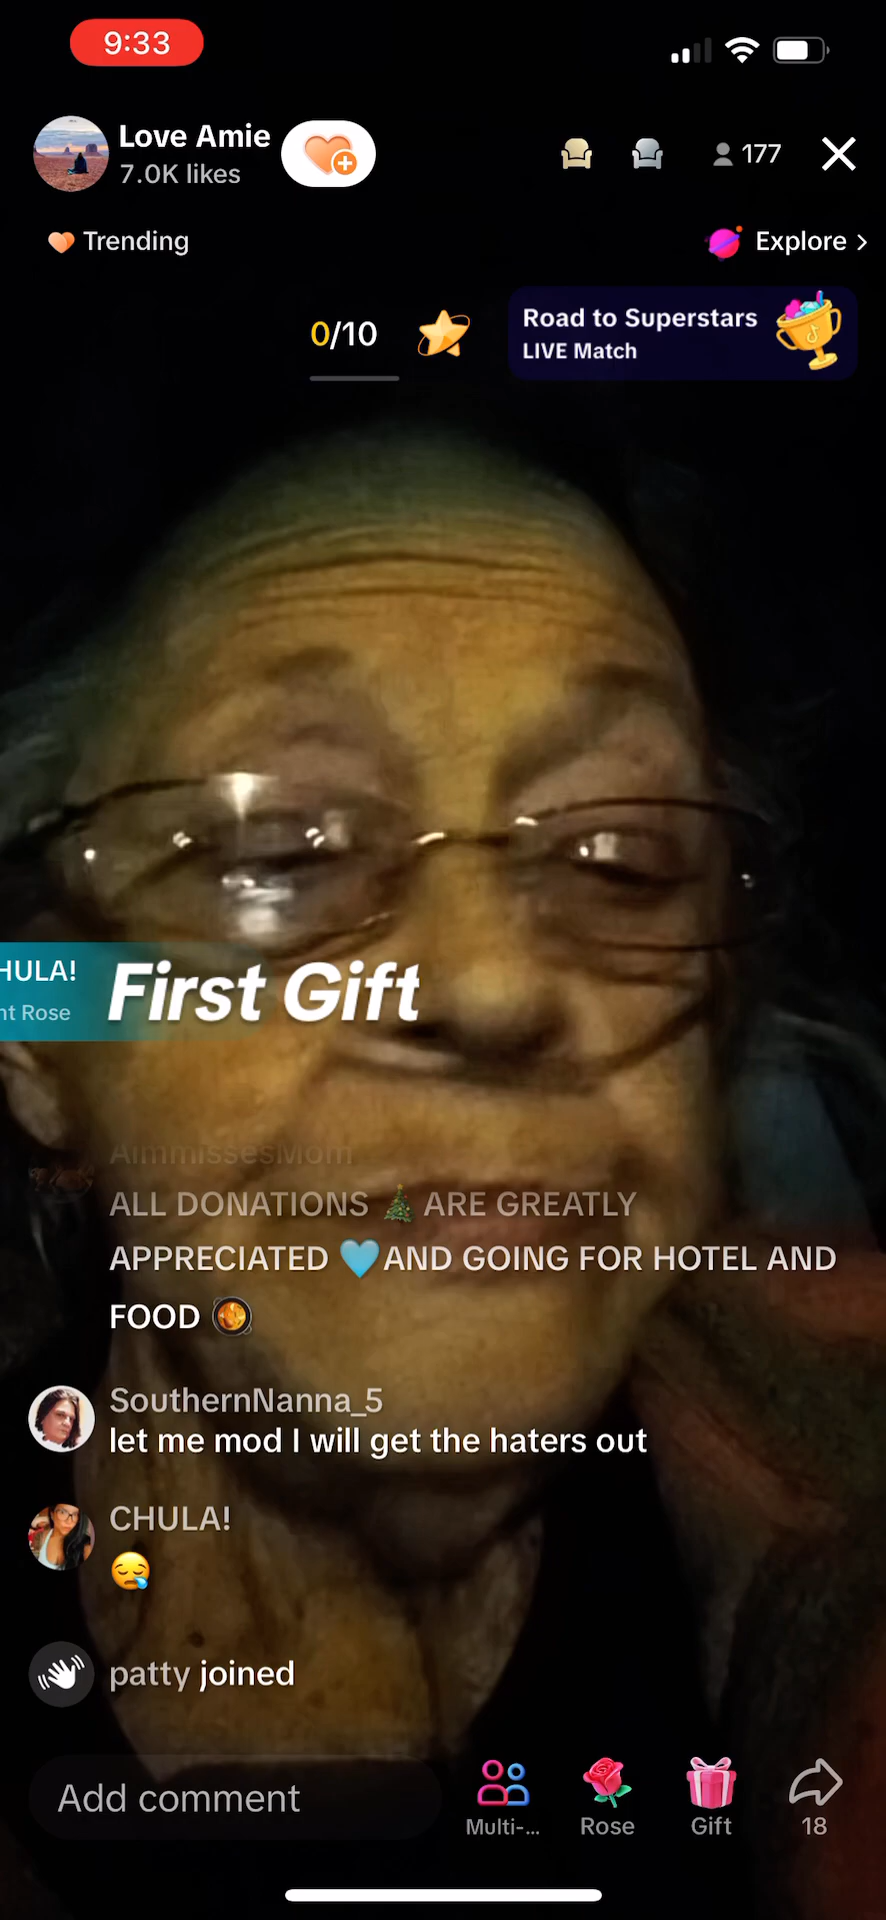 9:33
Love Amie
7.0K likes
177
Trending
Explore >
0/10
Road to Superstars
LIVE Match
HULA!
nt Rose
First Gift
AimmissesMom
ALL DONATIONS 🎄 ARE GREATLY
APPRECIATED 🩵AND GOING FOR HOTEL AND
FOOD 🥘
SouthernNanna_5
let me mod I will get the haters out
CHULA!
😪
patty joined
Add comment
Multi-...
Rose
Gift
18